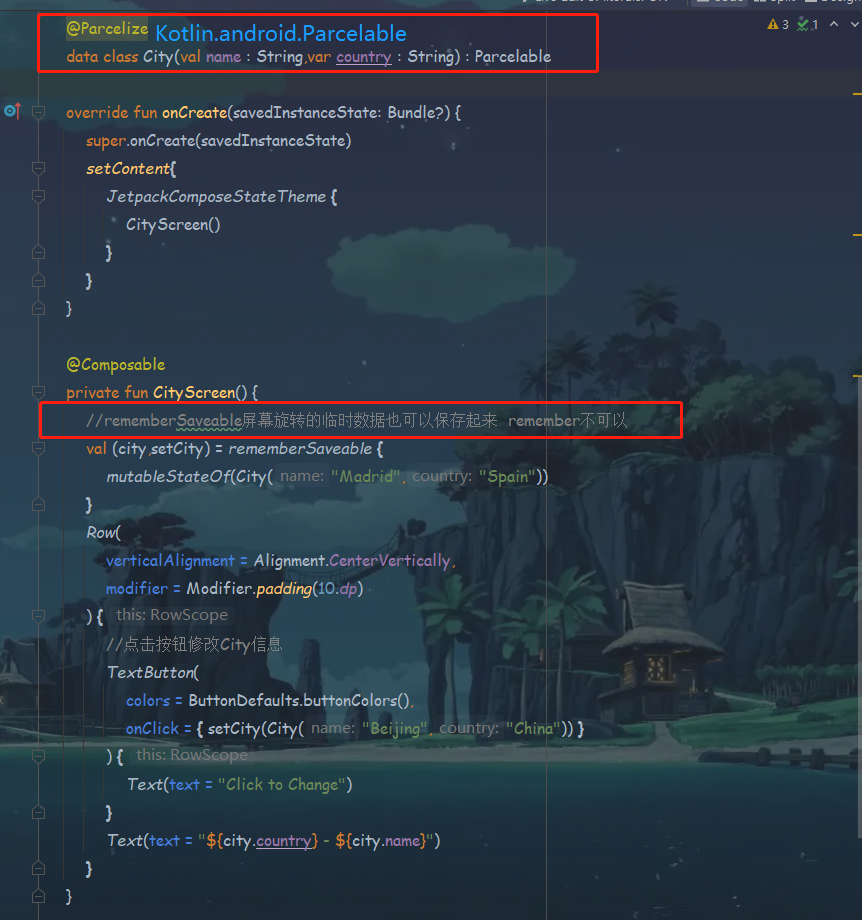 3 1
@Parcelize Kotlin.android.Parcelable
data class City(val name : String,var country : String) : Parcelable
override fun onCreate(savedInstanceState: Bundle?) {
super.onCreate(savedInstanceState)
setContent{
JetpackComposeStateTheme {
CityScreen()
}
}
}
@Composable
private fun CityScreen() {
//rememberSaveable屏幕旋转的临时数据也可以保存起来 remember不可以
val (city,setCity) = rememberSaveable {
mutableStateOf(City( name: "Madrid", country: "Spain"))
}
Row(
verticalAlignment = Alignment.CenterVertically,
modifier = Modifier.padding(10.dp)
) { this: RowScope
//点击按钮修改City信息
TextButton(
colors = ButtonDefaults.buttonColors(),
onClick = { setCity(City( name: "Beijing", country: "China")) }
) { this: RowScope
Text(text = "Click to Change")
}
Text(text = "${city.country} - ${city.name}")
}
}